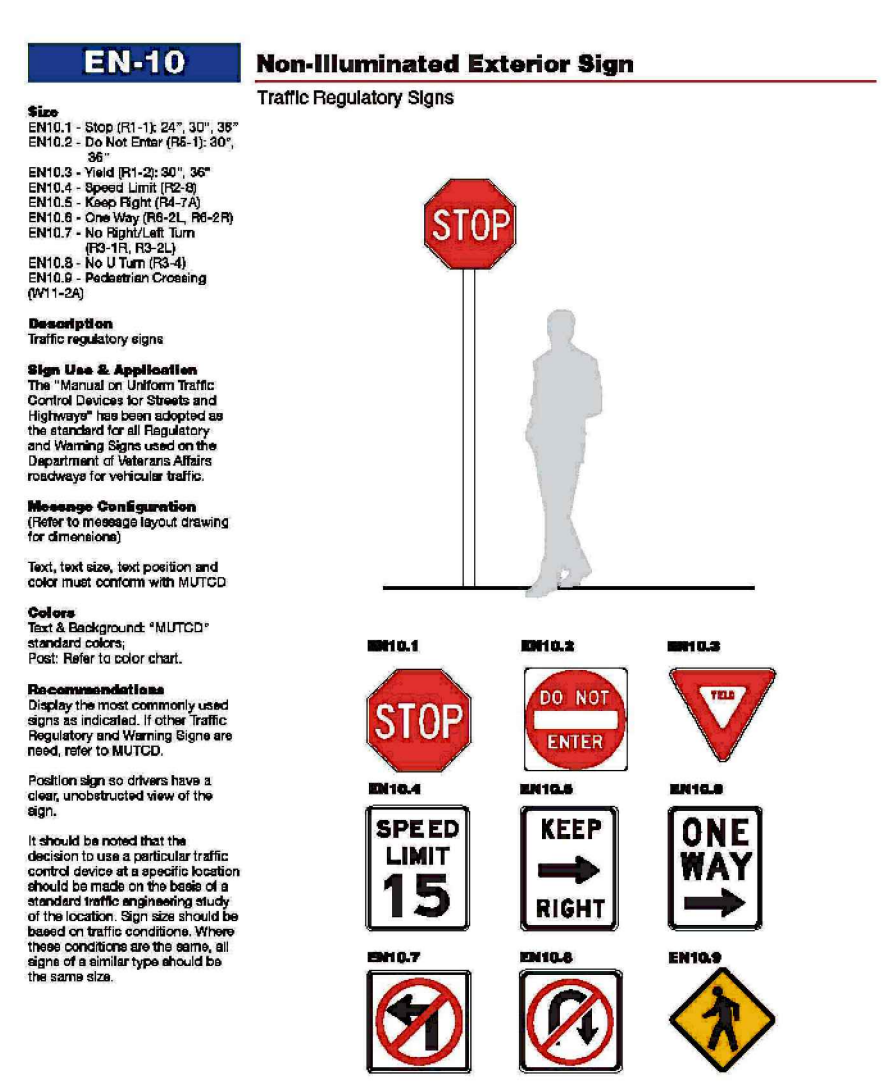 EN-10
Non-Illuminated Exterior Sign
Traffic Regulatory Signs
Size
EN10.1 - Stop (R1-1): 24", 30", 36"
EN10.2 - Do Not Enter (R5-1): 30",
36"
EN10.3 - Yield (R1-2): 30", 36"
EN10.4 - Speed Limit (R2-8)
EN10.5 - Keep Right (R4-7A)
EN10.6 - One Way (R6-2L, R6-2R)
EN10.7 - No Right/Left Turn
(R3-1R, R3-2L)
EN10.8 - No U Turn (R3-4)
EN10.9 - Pedestrian Crossing
(W11-2A)
Description
Traffic regulatory signs
Sign Use & Application
The "Manual on Uniform Traffic
Control Devices for Streets and
Highways" has been adopted as
the standard for all Regulatory
and Warning Signs used on the
Department of Veterans Affairs
roadways for vehicular traffic.
Message Configuration
(Refer to message layout drawing
for dimensions)
Text, text size, text position and
color must conform with MUTCD
Colors
Text & Background: "MUTCD"
standard colors;
Post: Refer to color chart.
Recommendations
Display the most commonly used
signs as indicated. If other Traffic
Regulatory and Warning Signs are
need, refer to MUTCD.
Position sign so drivers have a
clear, unobstructed view of the
sign.
It should be noted that the
decision to use a particular traffic
control device at a specific location
should be made on the basis of a
standard traffic engineering study
of the location. Sign size should be
based on traffic conditions. Where
these conditions are the same, all
signs of a similar type should be
the same size.
STOP
EN10.1
EN10.2
EN10.3
STOP
DO NOT
ENTER
YIELD
EN10.4
EN10.5
EN10.6
SPEED
LIMIT
15
KEEP
RIGHT
ONE
WAY
EN10.7
EN10.8
EN10.9